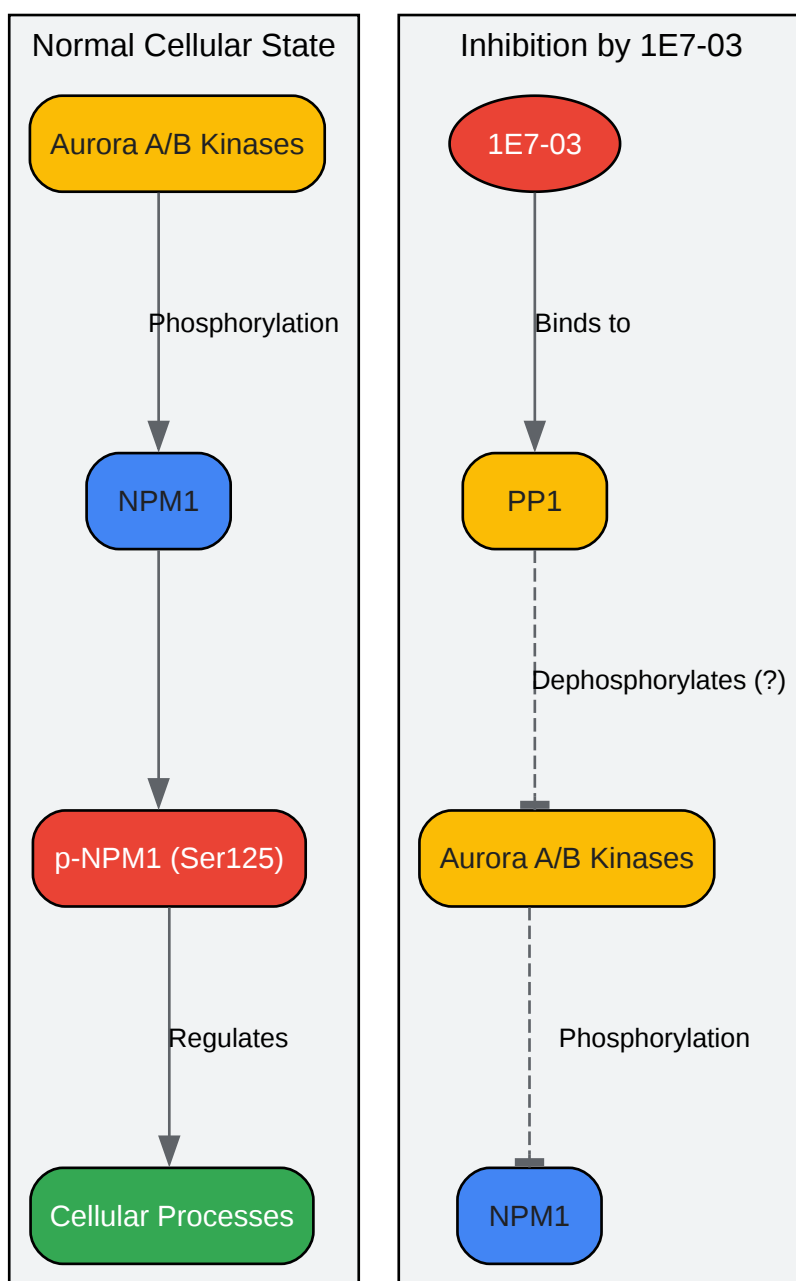 Normal Cellular State
Aurora A/B Kinases
Phosphorylation
NPM1
p-NPM1 (Ser125)
Regulates
Cellular Processes
Inhibition by 1E7-03
1E7-03
Binds to
PP1
Dephosphorylates (?)
Aurora A/B Kinases
Phosphorylation
NPM1